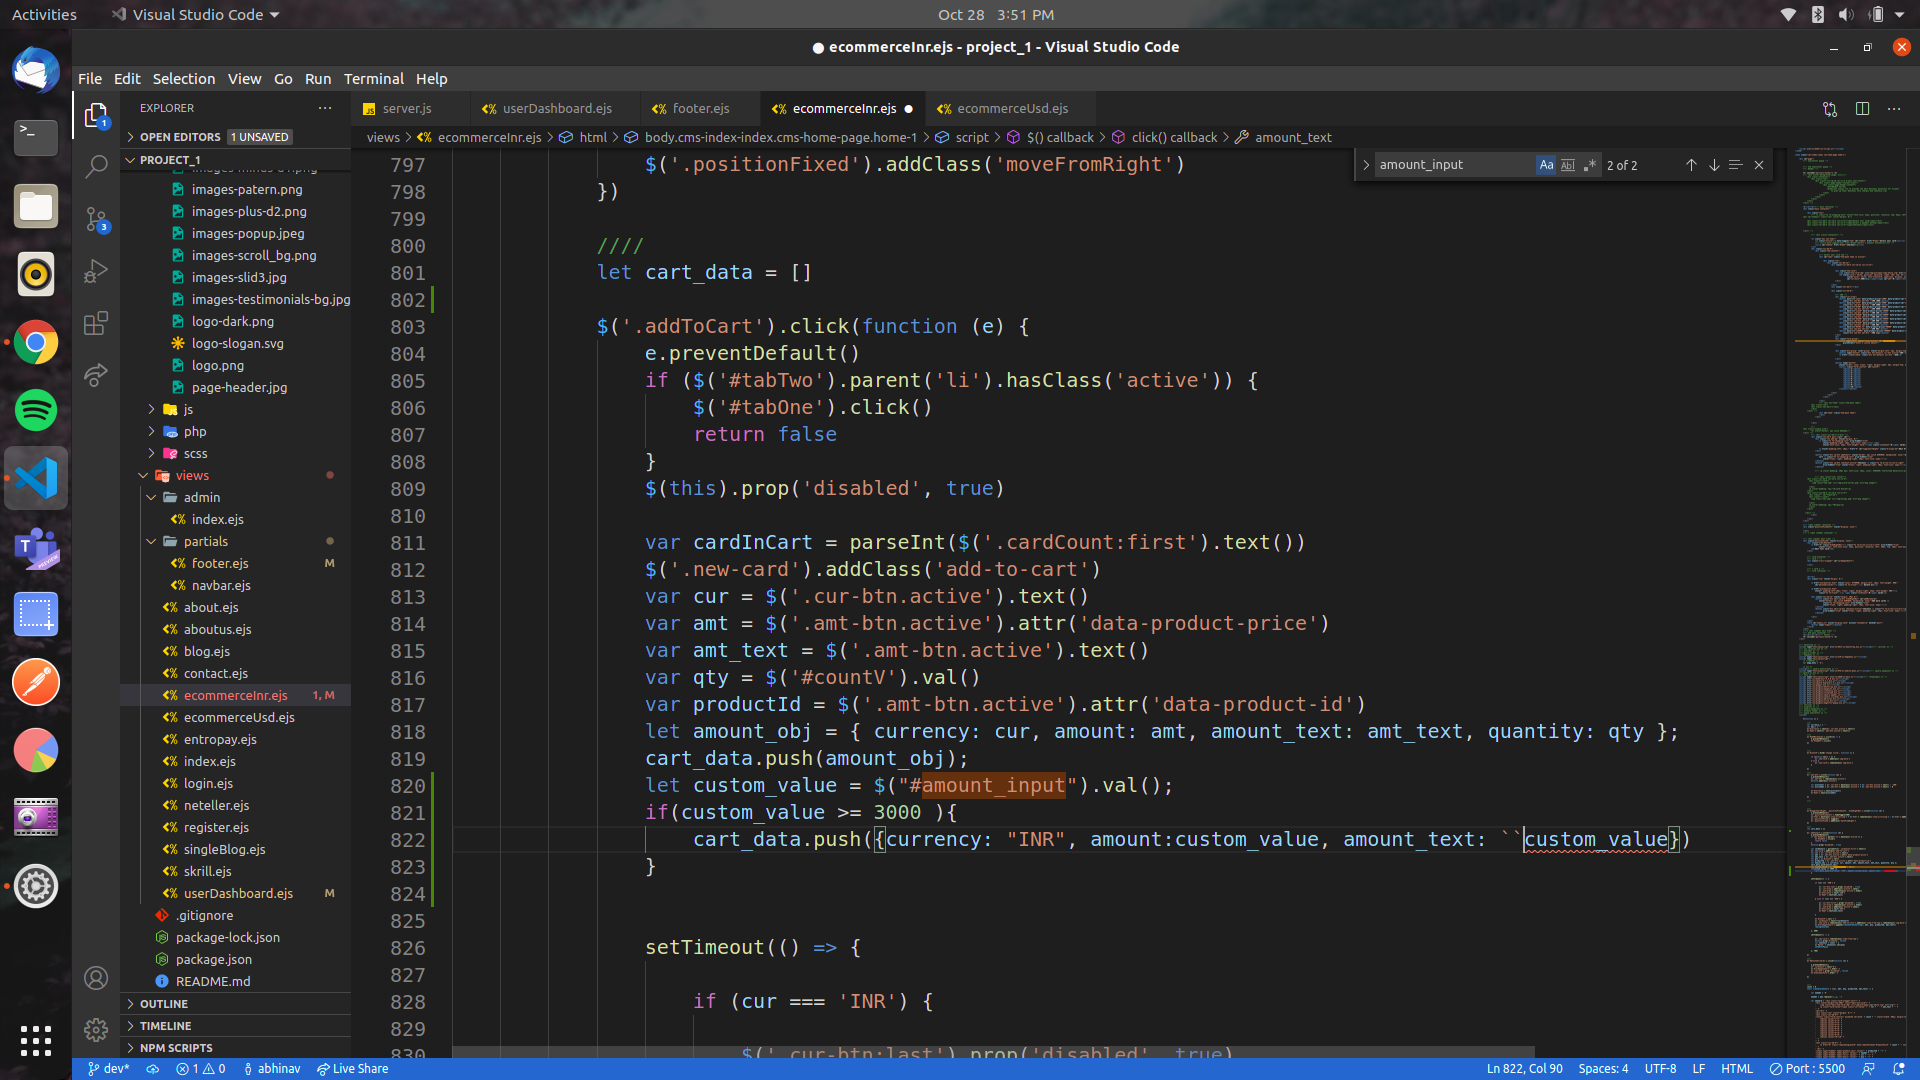 Activities
Visual Studio Code
Oct 28 3:51 PM
● ecommerceInr.ejs - project_1 - Visual Studio Code
File Edit Selection View Go Run Terminal Help
EXPLORER
server.js
userDashboard.ejs
footer.ejs
ecommerceInr.ejs ●
ecommerceUsd.ejs
OPEN EDITORS 1 UNSAVED
views > ecommerceInr.ejs > html > body.cms-index-index.cms-home-page.home-1 > script > $() callback > click() callback > amount_text
PROJECT_1
amount_input Aa 2 of 2
images-patern.png
images-plus-d2.png
images-popup.jpeg
images-scroll_bg.png
images-slid3.jpg
images-testimonials-bg.jpg
logo-dark.png
logo-slogan.svg
logo.png
page-header.jpg
js
php
scss
views
admin
index.ejs
partials
footer.ejs M
navbar.ejs
about.ejs
aboutus.ejs
blog.ejs
contact.ejs
ecommerceInr.ejs 1, M
ecommerceUsd.ejs
entropay.ejs
index.ejs
login.ejs
neteller.ejs
register.ejs
singleBlog.ejs
skrill.ejs
userDashboard.ejs M
.gitignore
package-lock.json
package.json
README.md
OUTLINE
TIMELINE
NPM SCRIPTS
797 $('.positionFixed').addClass('moveFromRight')
798 })
799
800 ////
801 let cart_data = []
802
803 $('.addToCart').click(function (e) {
804 e.preventDefault()
805 if ($('#tabTwo').parent('li').hasClass('active')) {
806 $('#tabOne').click()
807 return false
808 }
809 $(this).prop('disabled', true)
810
811 var cardInCart = parseInt($('.cardCount:first').text())
812 $('.new-card').addClass('add-to-cart')
813 var cur = $('.cur-btn.active').text()
814 var amt = $('.amt-btn.active').attr('data-product-price')
815 var amt_text = $('.amt-btn.active').text()
816 var qty = $('#countV').val()
817 var productId = $('.amt-btn.active').attr('data-product-id')
818 let amount_obj = { currency: cur, amount: amt, amount_text: amt_text, quantity: qty };
819 cart_data.push(amount_obj);
820 let custom_value = $("#amount_input").val();
821 if(custom_value >= 3000 ){
822 cart_data.push({currency: "INR", amount:custom_value, amount_text: ``custom_value})
823 }
824
825
826 setTimeout(() => {
827
828 if (cur === 'INR') {
829
830 $('.cur-btn:last').prop('disabled', true)
dev* 1 0 abhinav Live Share
Ln 822, Col 90 Spaces: 4 UTF-8 LF HTML Port : 5500